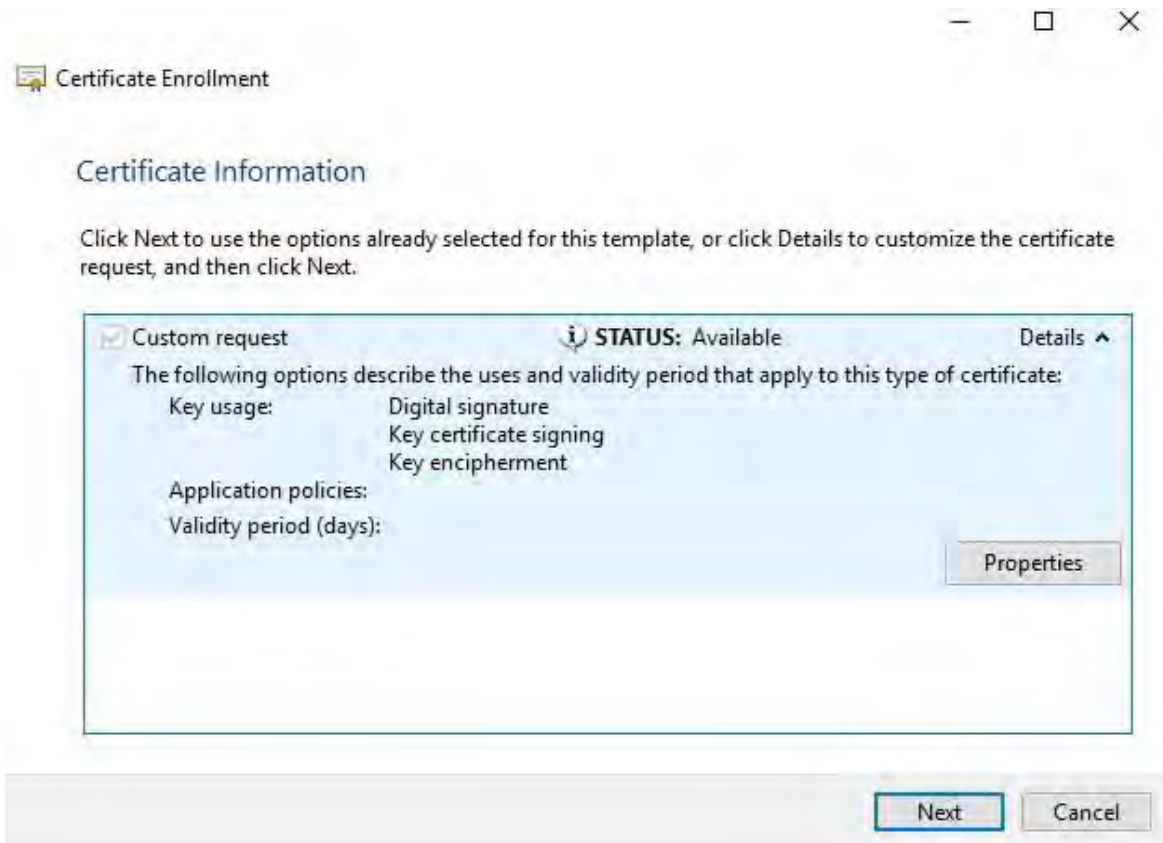 Certificate Enrollment
Certificate Information
Click Next to use the options already selected for this template, or click Details to customize the certificate
request, and then click Next.
Custom request STATUS: Available Details
The following options describe the uses and validity period that apply to this type of certificate:
Key usage: Digital signature
Key certificate signing
Key encipherment
Application policies:
Validity period (days):
Properties
Next Cancel